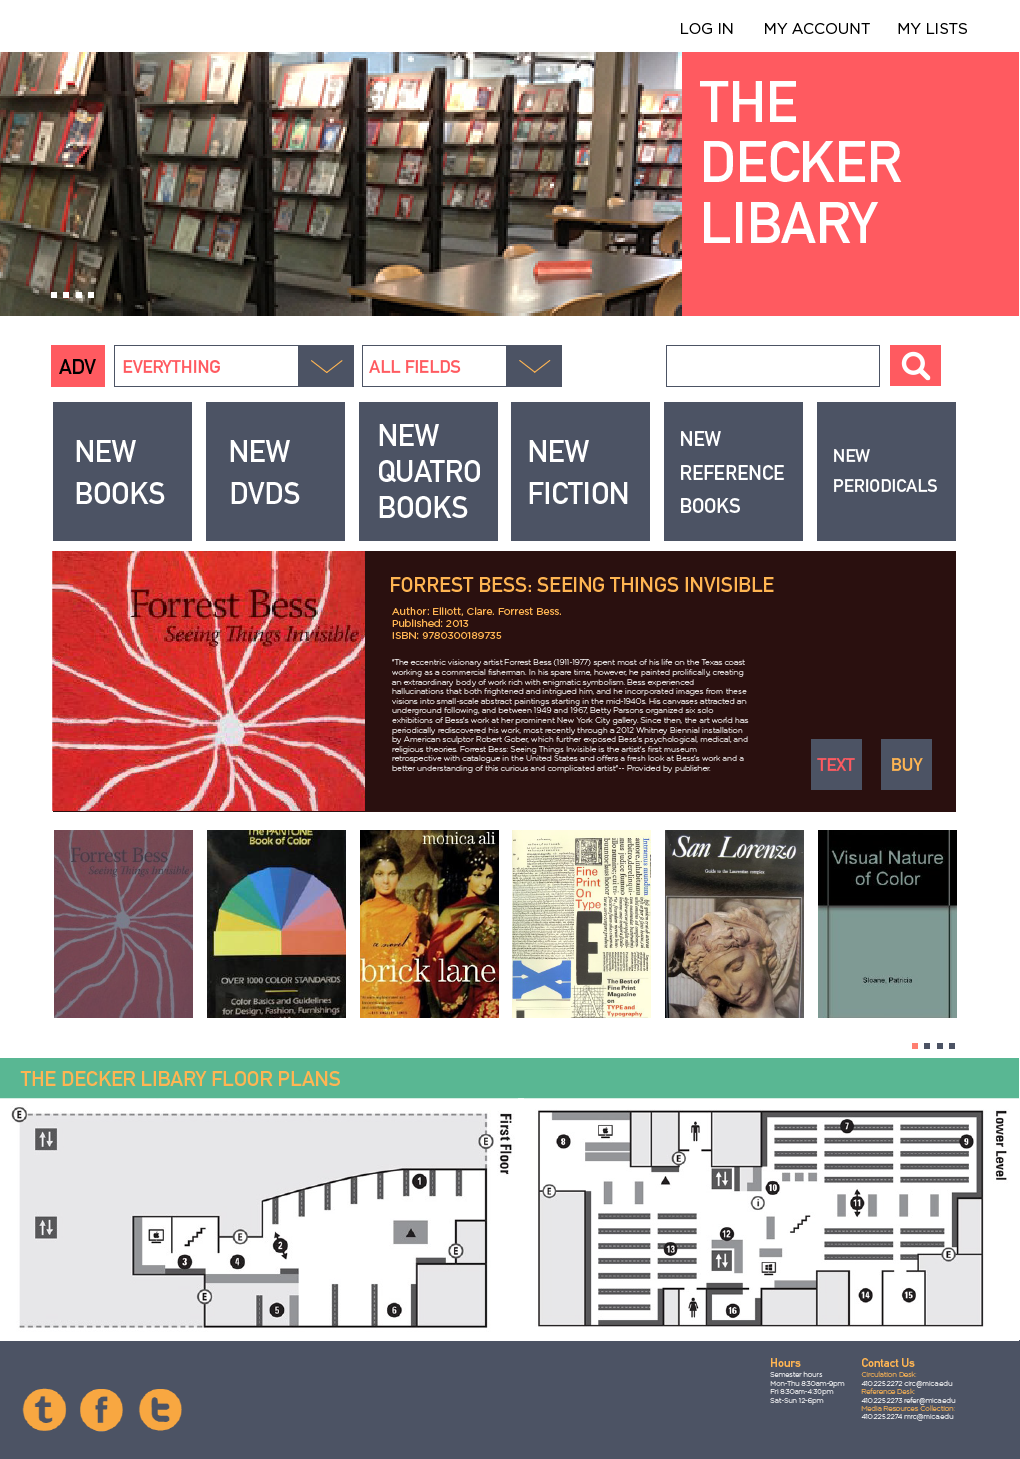 LOG IN
MY ACCOUNT
MY LISTS
THE
DECKER
LIBARY
ADV
EVERYTHING
ALL FIELDS
NEW
BOOKS
NEW
DVDS
NEW
QUATRO
BOOKS
NEW
FICTION
NEW
REFERENCE
BOOKS
NEW
PERIODICALS
Forrest Bess
Seeing Things Invisible
FORREST BESS: SEEING THINGS INVISIBLE
Author: Elliott, Clare. Forrest Bess.
Published: 2013
ISBN: 9780300189735
"The eccentric visionary artist Forrest Bess (1911-1977) spent most of his life on the Texas coast
working as a commercial fisherman. In his spare time, however, he painted prolifically, creating
an extraordinary body of work rich with enigmatic symbolism. Bess experienced
hallucinations that both frightened and intrigued him, and he incorporated images from these
visions into small-scale abstract paintings starting in the mid-1940s. His canvases attracted an
underground following, and between 1949 and 1967, Betty Parsons organized six solo
exhibitions of Bess's work at her prominent New York City gallery. Since then, the art world has
periodically rediscovered his work, most recently through a 2012 Whitney Biennial installation
by American sculptor Robert Gober, which further exposed Bess's psychological, medical, and
religious theories. Forrest Bess: Seeing Things Invisible is the artist's first museum
retrospective with catalogue in the United States and offers a fresh look at Bess's work and a
better understanding of this curious and complicated artist"-- Provided by publisher.
TEXT
BUY
Forrest Bess
Seeing Things Invisible
The PANTONE
Book of Color
OVER 1000 COLOR STANDARDS
Color Basics and Guidelines
for Design, Fashion, Furnishings
monica ali
a novel
brick lane
Fine
Print
On
Type
E
X
The Best of
Fine Print
Magazine
on
TYPE and
Typography
San Lorenzo
Guide to the Laurentian complex
Visual Nature
of Color
Sloane, Patricia
THE DECKER LIBARY FLOOR PLANS
First Floor
E
E
1
2
E
3
4
E
E
5
6
Lower Level
7
8
9
E
E
10
11
i
12
13
E
14
15
16
Hours
Semester hours
Mon-Thu 8:30am-9pm
Fri 8:30am-4:30pm
Sat-Sun 12-6pm
Contact Us
Circulation Desk:
410.225.2272 circ@mica.edu
Reference Desk:
410.225.2273 refer@mica.edu
Media Resources Collection:
410.225.2274 mrc@mica.edu